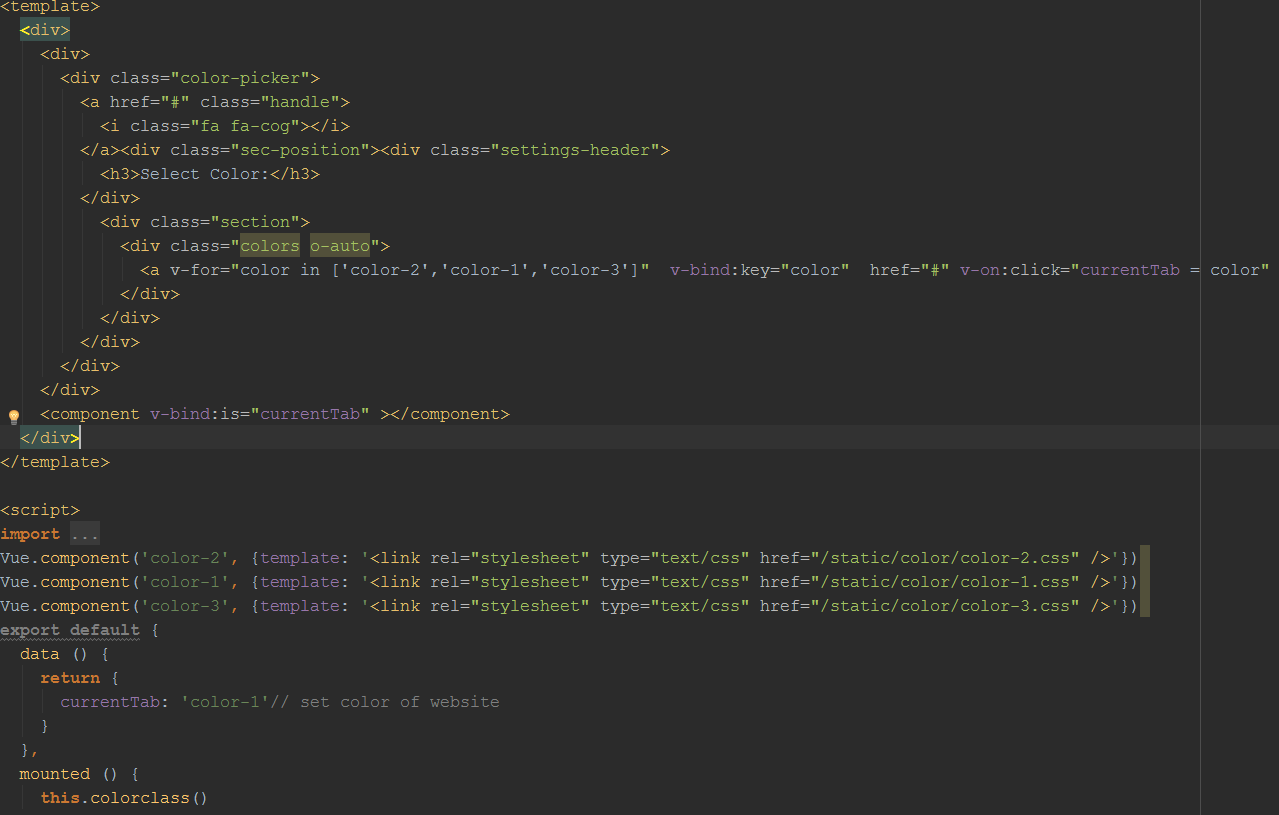 <template>
<div>
<div>
<div class="color-picker">
<a href="#" class="handle">
<i class="fa fa-cog"></i>
</a><div class="sec-position"><div class="settings-header">
<h3>Select Color:</h3>
</div>
<div class="section">
<div class="colors o-auto">
<a v-for="color in ['color-2','color-1','color-3']"  v-bind:key="color"  href="#" v-on:click="currentTab = color"
</div>
</div>
</div>
</div>
</div>
<component v-bind:is="currentTab" ></component>
</div>
</template>
<script>
import ...
Vue.component('color-2', {template: '<link rel="stylesheet" type="text/css" href="/static/color/color-2.css" />'})
Vue.component('color-1', {template: '<link rel="stylesheet" type="text/css" href="/static/color/color-1.css" />'})
Vue.component('color-3', {template: '<link rel="stylesheet" type="text/css" href="/static/color/color-3.css" />'})
export default {
data () {
return {
currentTab: 'color-1'// set color of website
}
},
mounted () {
this.colorclass()